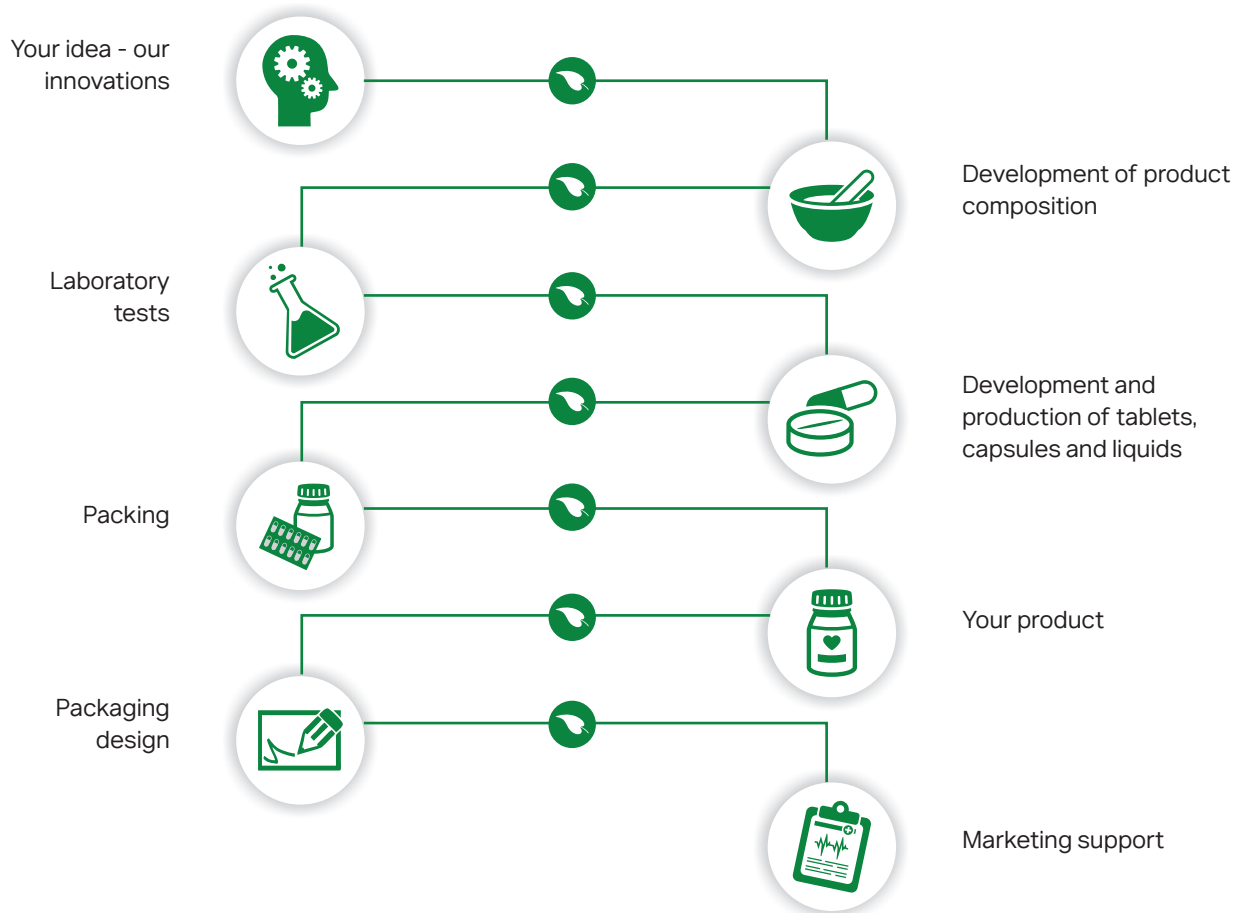 Your idea - our
innovations
Development of product
composition
Laboratory
tests
Development and
production of tablets,
capsules and liquids
Packing
Your product
Packaging
design
Marketing support